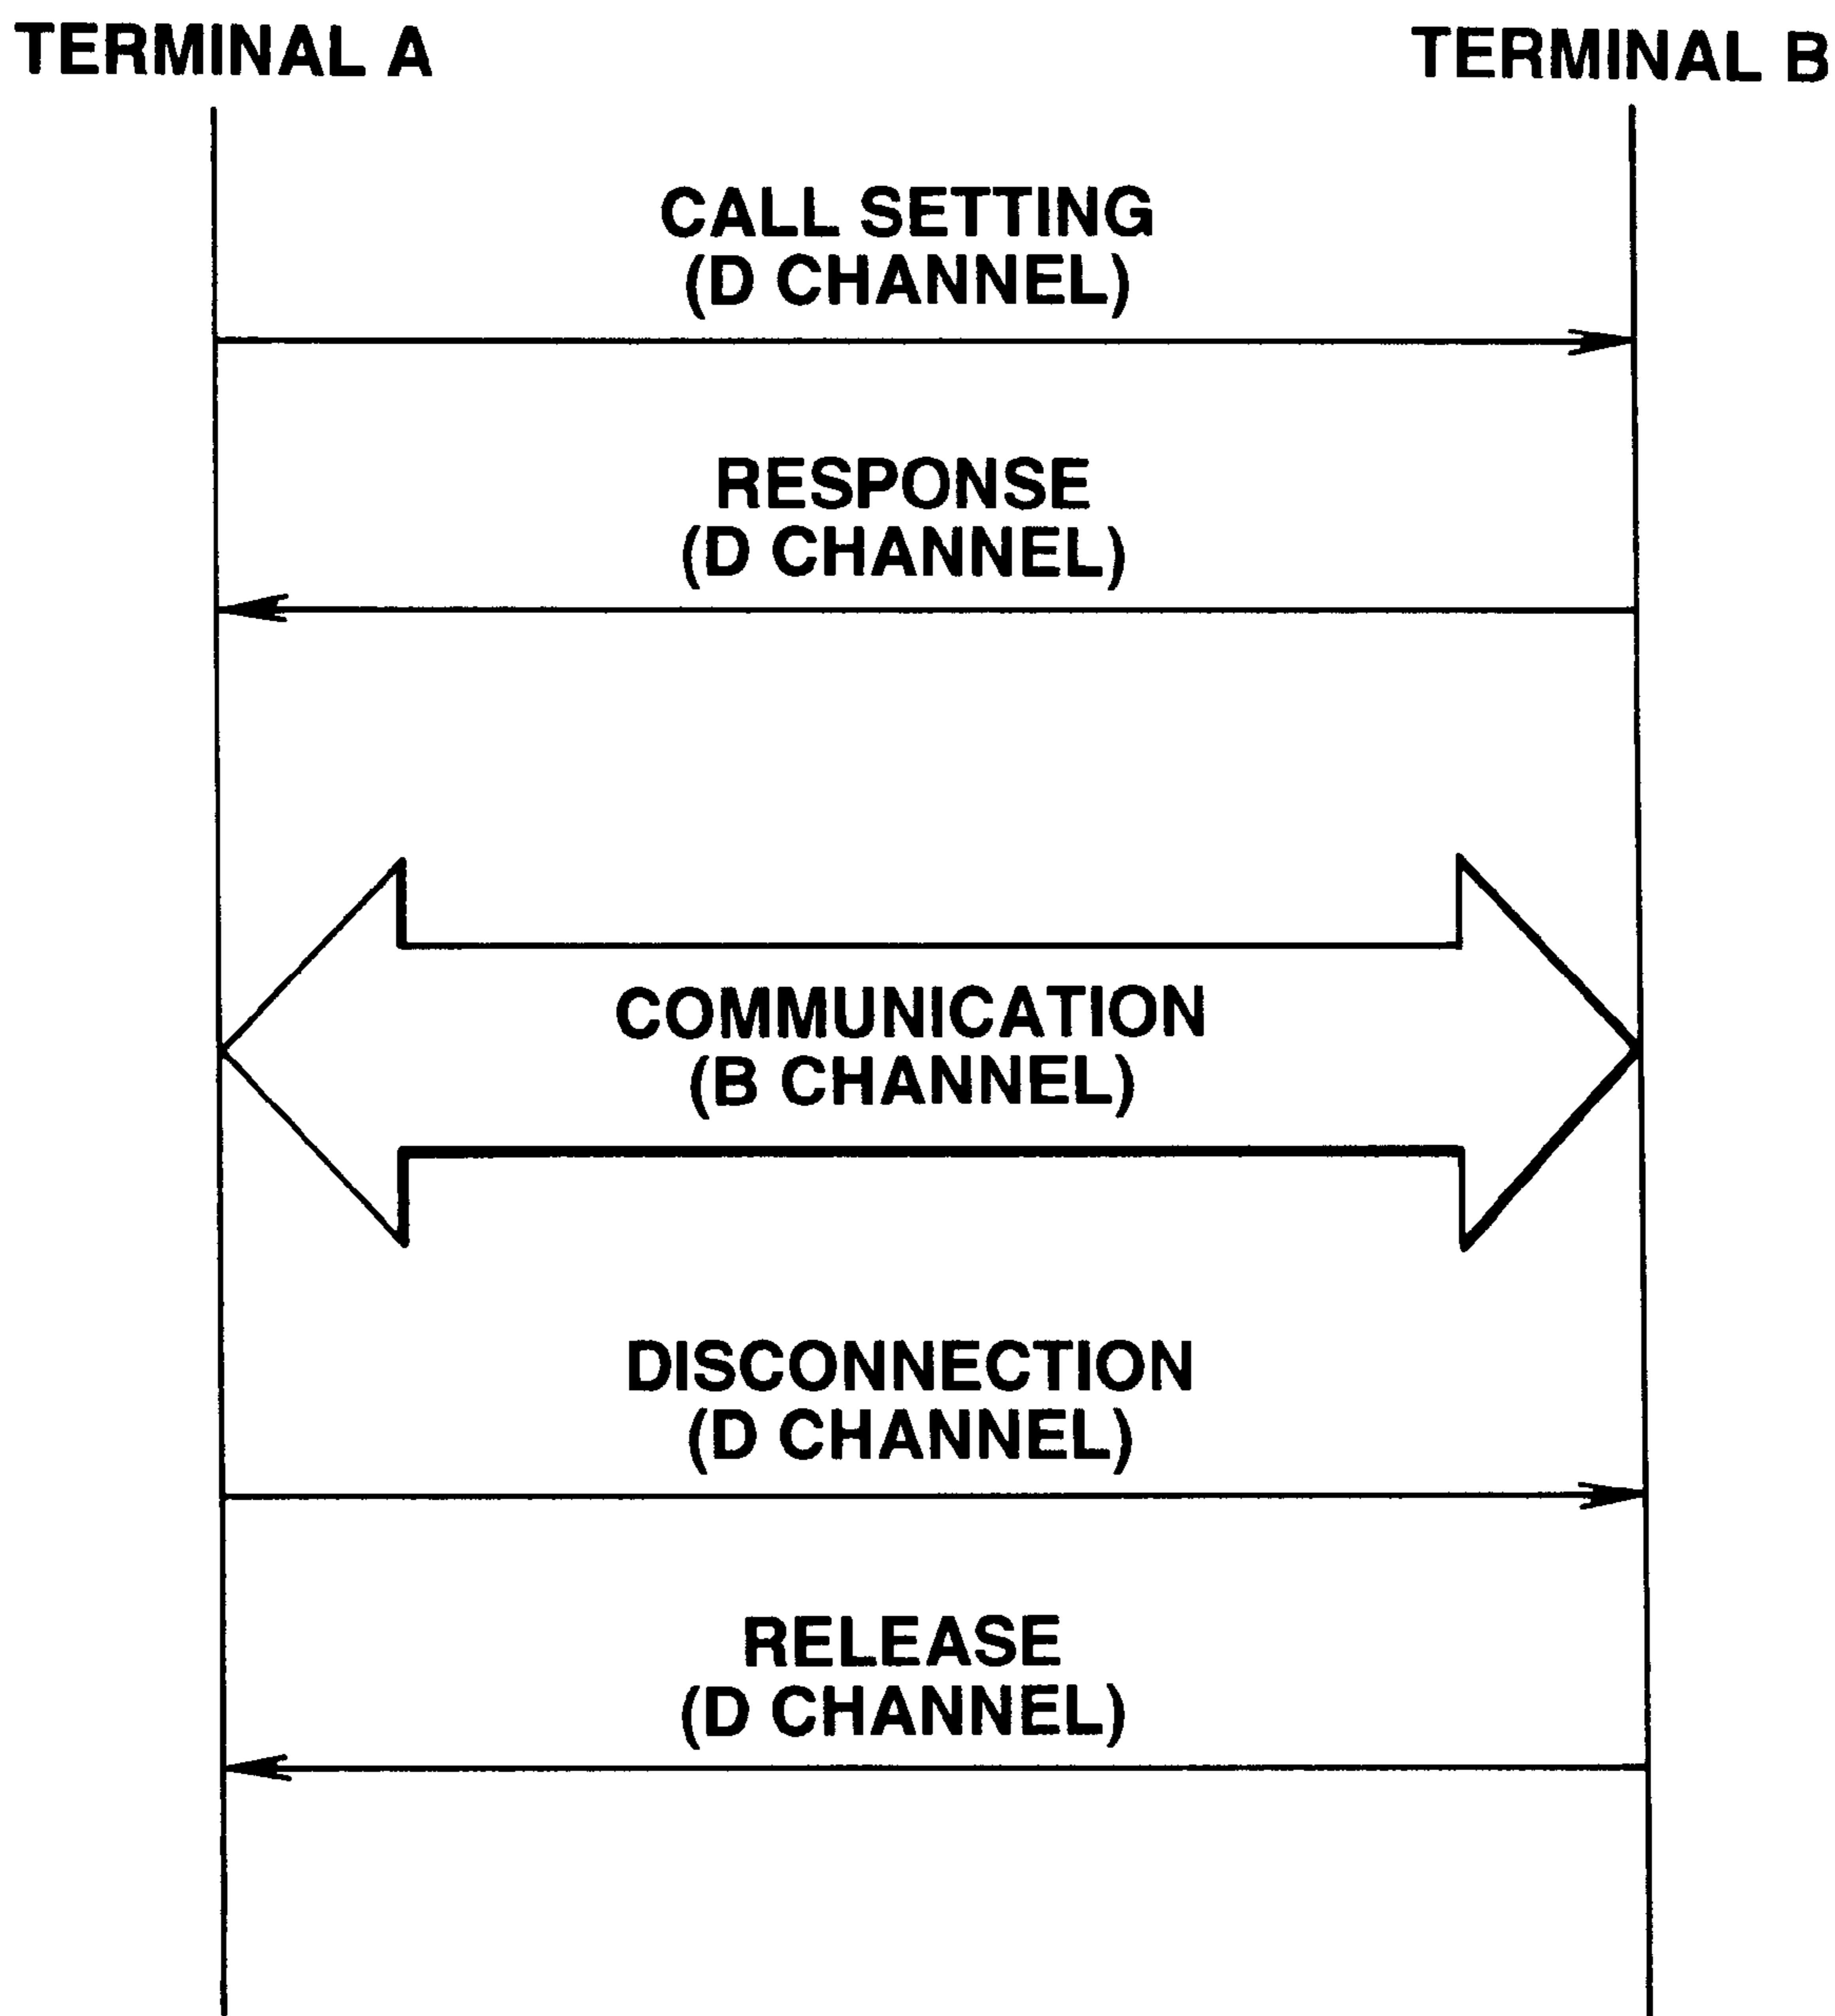 TERMINAL A
TERMINAL B
CALL SETTING
(D CHANNEL)
RESPONSE
(D CHANNEL)
COMMUNICATION
(B CHANNEL)
DISCONNECTION
(D CHANNEL)
RELEASE
(D CHANNEL)